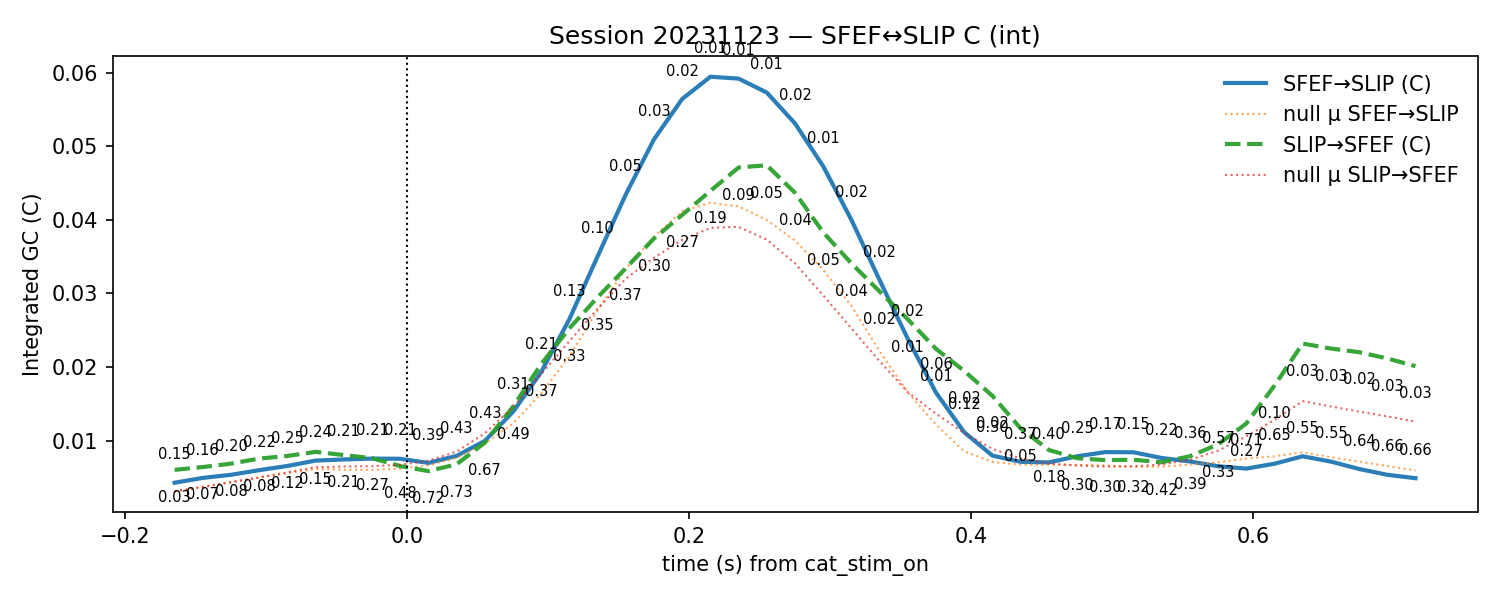 Session 20231123 — SFEF↔SLIP C (int)
SFEF→SLIP (C)
null μ SFEF→SLIP
SLIP→SFEF (C)
null μ SLIP→SFEF
Integrated GC (C)
0.06
0.05
0.04
0.03
0.02
0.01
0.15 0.16 0.20 0.22 0.25 0.24 0.21 0.21 0.21 0.39 0.43 0.43 0.31 0.21 0.13 0.10 0.05 0.03 0.02 0.01 0.01 0.01 0.02 0.01 0.02 0.02 0.02 0.01
0.03 0.07 0.08 0.08 0.12 0.15 0.21 0.27 0.48 0.72 0.73 0.67 0.49 0.37 0.33 0.35 0.37 0.30 0.27 0.19 0.09 0.05 0.04 0.05 0.04 0.02 0.01 0.06 0.12
0.37 0.40 0.25 0.17 0.15 0.22 0.36 0.57 0.71 0.65 0.55 0.55 0.64 0.66 0.66
0.05 0.18 0.30 0.30 0.32 0.42 0.39 0.33 0.27 0.10 0.03 0.03 0.02 0.03 0.03
−0.2 0.0 0.2 0.4 0.6
time (s) from cat_stim_on